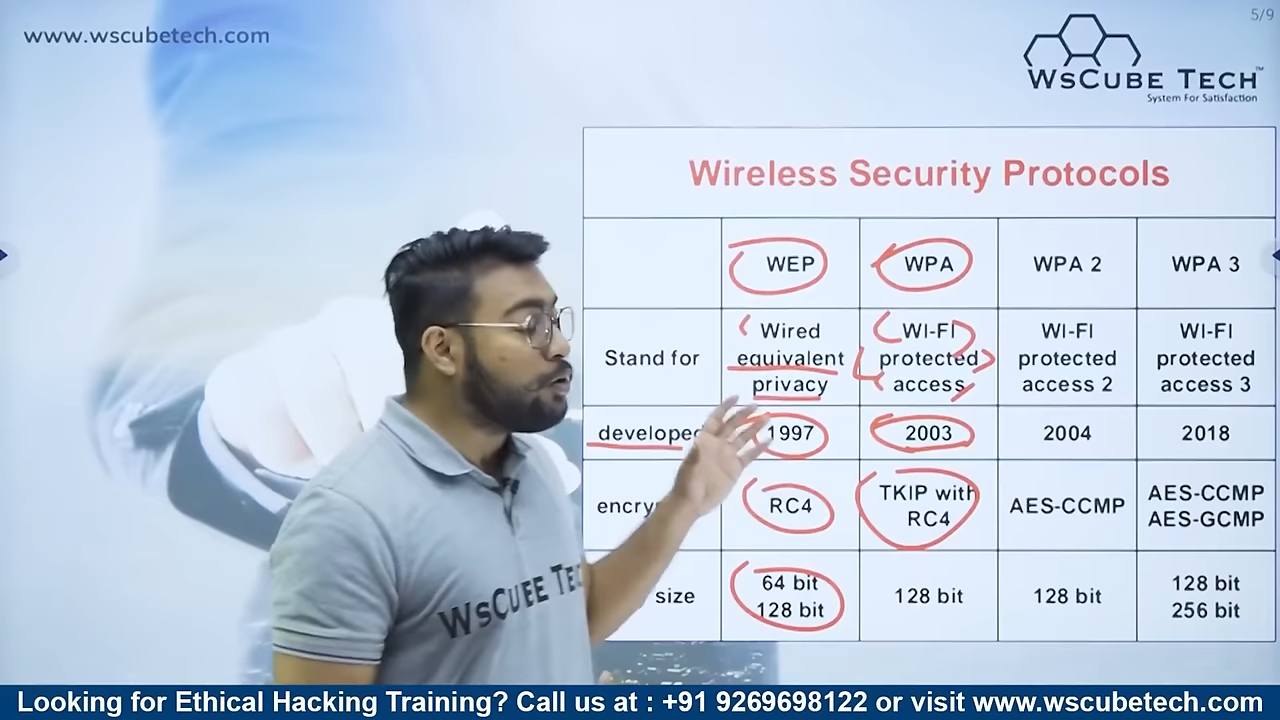 www.wscubetech.com
5/9
WsCube Tech™
System For Satisfaction
Wireless Security Protocols
WEP WPA WPA 2 WPA 3
Stand for
Wired
equivalent
privacy
WI-FI
protected
access
WI-FI
protected
access 2
WI-FI
protected
access 3
developed 1997 2003 2004 2018
RC4
TKIP with
RC4
AES-CCMP
AES-CCMP
AES-GCMP
size
64 bit
128 bit
128 bit
128 bit
128 bit
256 bit
WsCube Tec
Looking for Ethical Hacking Training? Call us at : +91 9269698122 or visit www.wscubetech.com